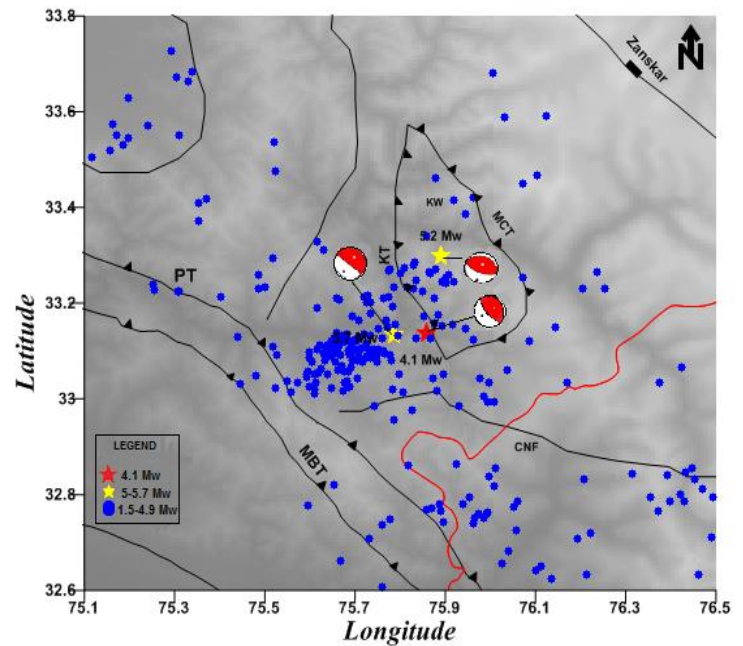 33.8
33.6
33.4
33.2
33
32.8
32.6
Latitude
N
Zanskar
KW
MCT
5.2 Mw
KT
PT
4.1 Mw
CNF
MBT
LEGEND
4.1 Mw
5-5.7 Mw
1.5-4.9 Mw
75.1 75.3 75.5 75.7 75.9 76.1 76.3 76.5
Longitude